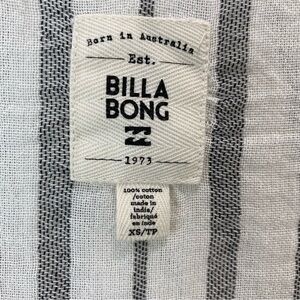 Born in Australia
Est.
BILLA
BONG
1973
100% cotton
/coton
made in
india/
fabriqué
en inde
XS/TP